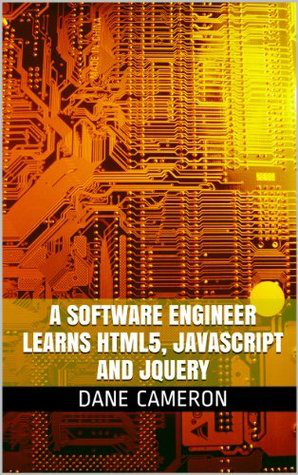 A SOFTWARE ENGINEER
LEARNS HTML5, JAVASCRIPT
AND JQUERY
DANE CAMERON